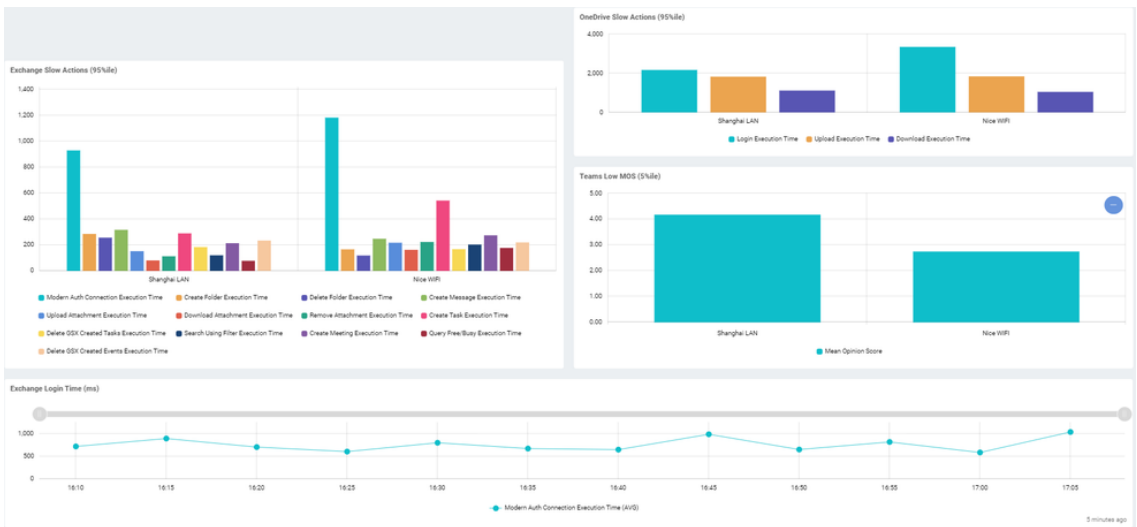 OneDrive Slow Actions (95%ile)
4,000
2,000
0
Shanghai LAN
Nice WIFI
Login Execution Time
Upload Execution Time
Download Execution Time
Exchange Slow Actions (95%ile)
1,400
1,200
1,000
800
600
400
200
0
Shanghai LAN
Nice WIFI
Modern Auth Connection Execution Time
Create Folder Execution Time
Delete Folder Execution Time
Create Message Execution Time
Upload Attachment Execution Time
Download Attachment Execution Time
Remove Attachment Execution Time
Create Task Execution Time
Delete GSX Created Tasks Execution Time
Search Using Filter Execution Time
Create Meeting Execution Time
Query Free/Busy Execution Time
Delete GSX Created Events Execution Time
Teams Low MOS (5%ile)
5.00
4.00
3.00
2.00
1.00
0.00
Shanghai LAN
Nice WIFI
Mean Opinion Score
Exchange Login Time (ms)
1,000
500
0
16:10
16:15
16:20
16:25
16:30
16:35
16:40
16:45
16:50
16:55
17:00
17:05
Modern Auth Connection Execution Time (AVG)
5 minutes ago